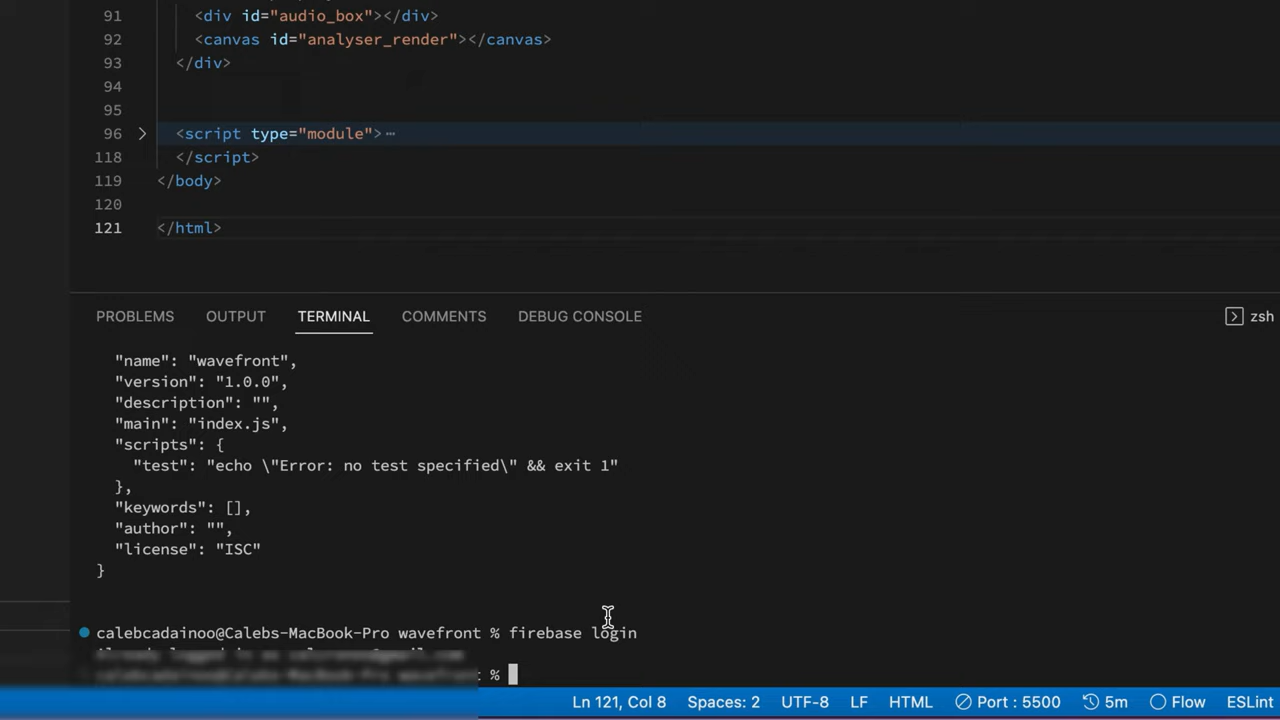 91 <div id="audio_box"></div>
92 <canvas id="analyser_render"></canvas>
93 </div>
94
95
96 <script type="module"> ⋯
118 </script>
119 </body>
120
121 </html>
PROBLEMS OUTPUT TERMINAL COMMENTS DEBUG CONSOLE zsh
"name": "wavefront",
"version": "1.0.0",
"description": "",
"main": "index.js",
"scripts": {
"test": "echo \"Error: no test specified\" && exit 1"
},
"keywords": [],
"author": "",
"license": "ISC"
}
calebcadainoo@Calebs-MacBook-Pro wavefront % firebase login
%
Ln 121, Col 8 Spaces: 2 UTF-8 LF HTML Port : 5500 5m Flow ESLint